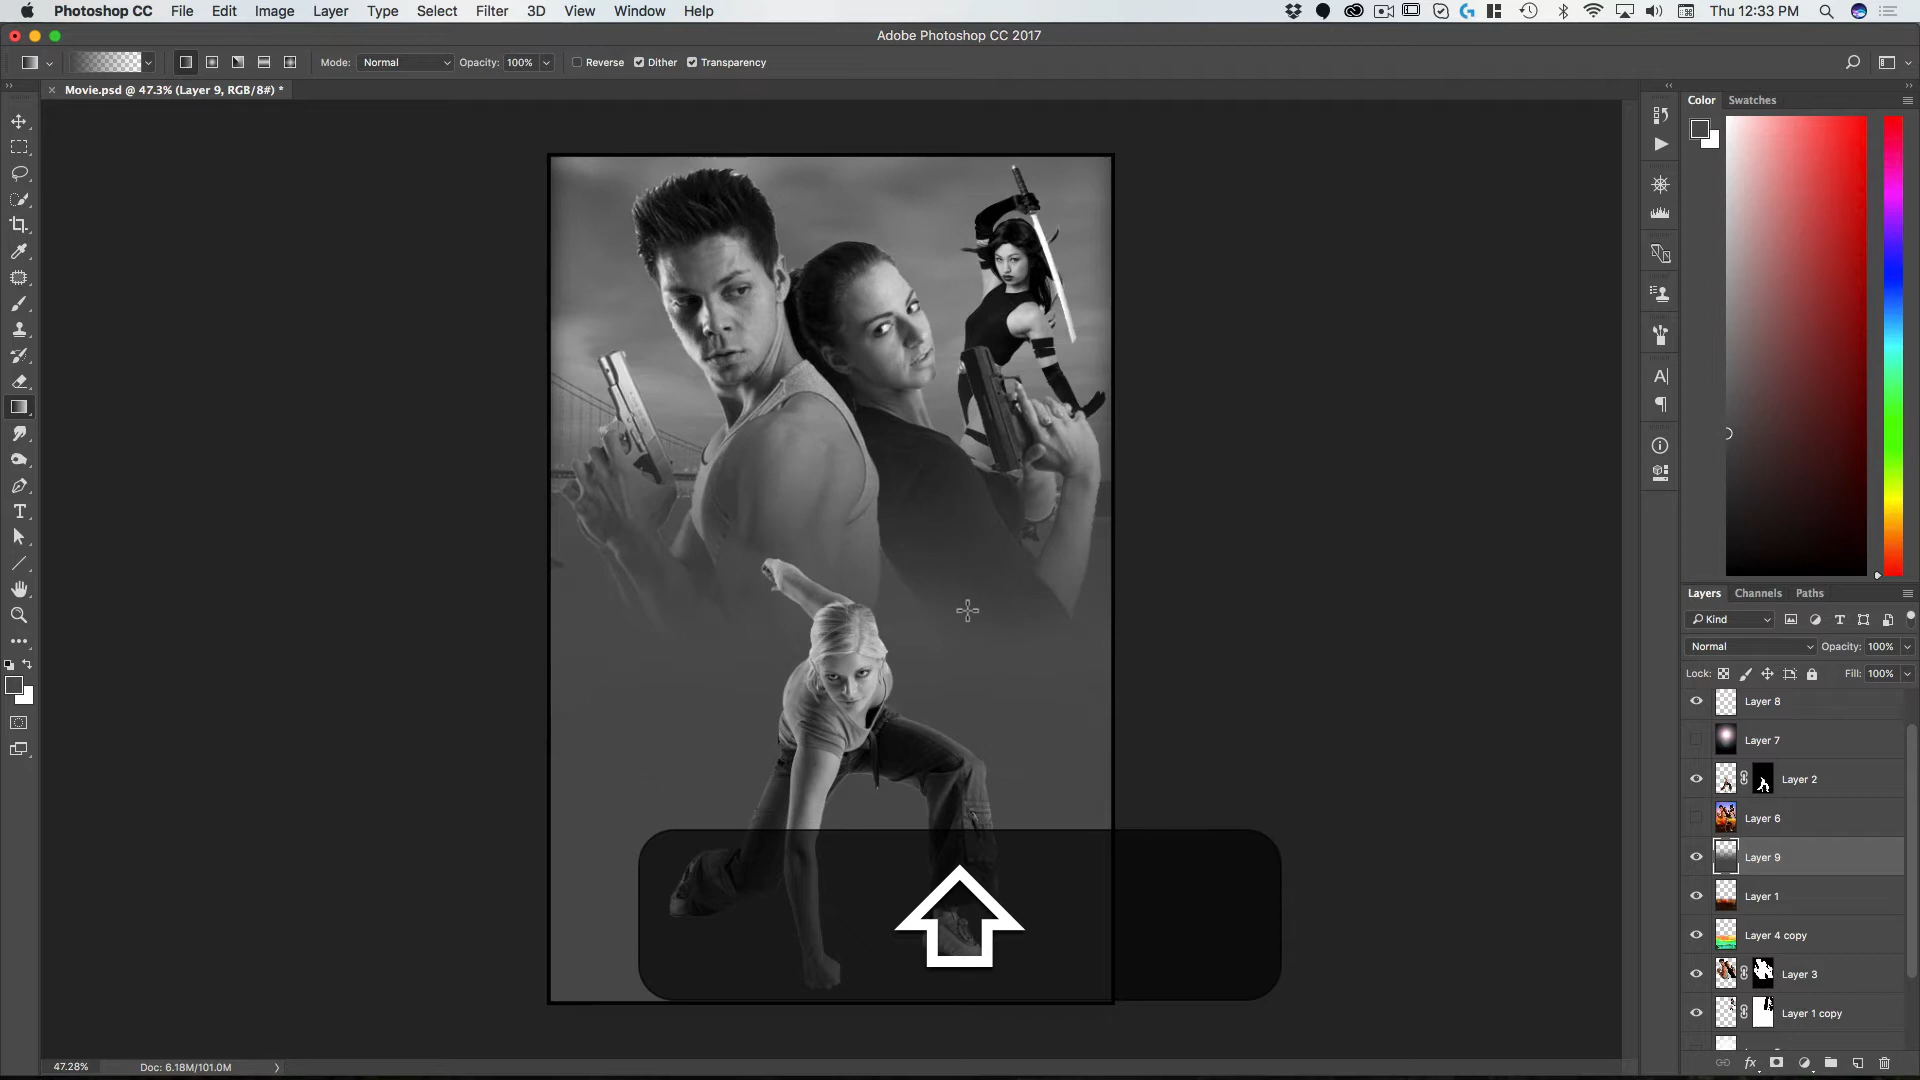 Photoshop CC File Edit Image Layer Type Select Filter 3D View Window Help Thu 12:33 PM
Adobe Photoshop CC 2017
Mode: Normal Opacity: 100% Reverse Dither Transparency
Movie.psd @ 47.3% (Layer 9, RGB/8#) *
Color Swatches
Layers Channels Paths
Kind
Normal Opacity: 100%
Lock: Fill: 100%
Layer 8
Layer 7
Layer 2
Layer 6
Layer 9
Layer 1
Layer 4 copy
Layer 3
Layer 1 copy
47.28% Doc: 6.18M/101.0M